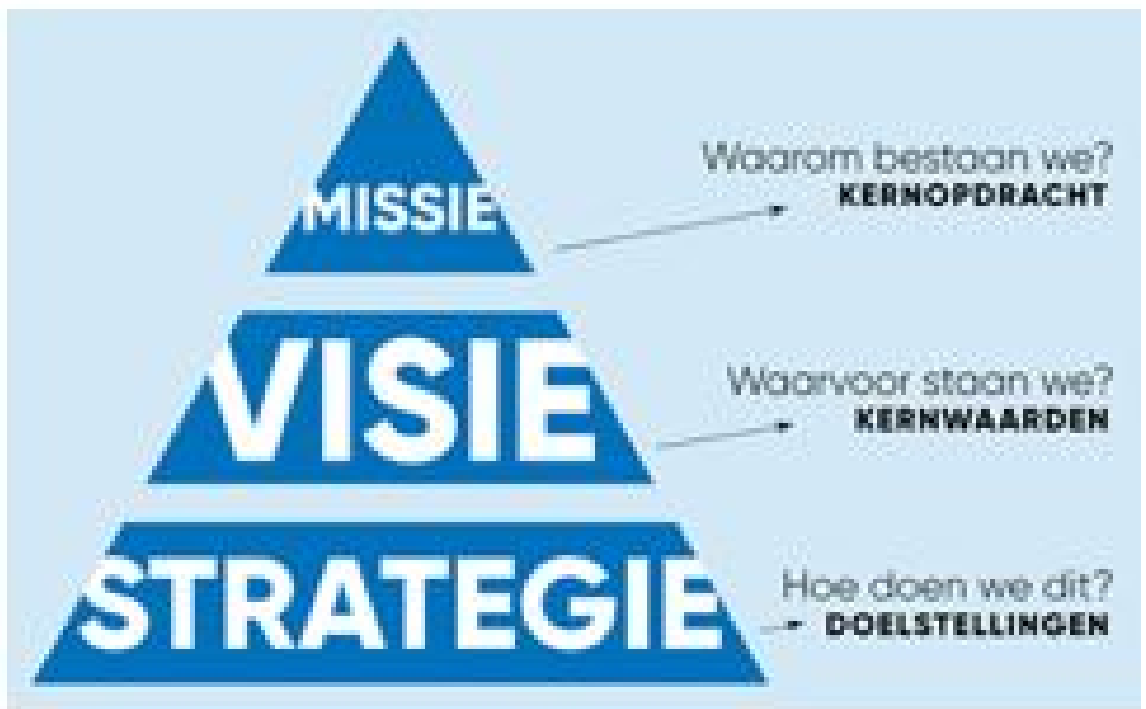 MISSIE
Waarom bestaan we?
KERNOPDRACHT
VISIE
Waarvoor staan we?
KERNWAARDEN
STRATEGIE
Hoe doen we dit?
DOELSTELLINGEN